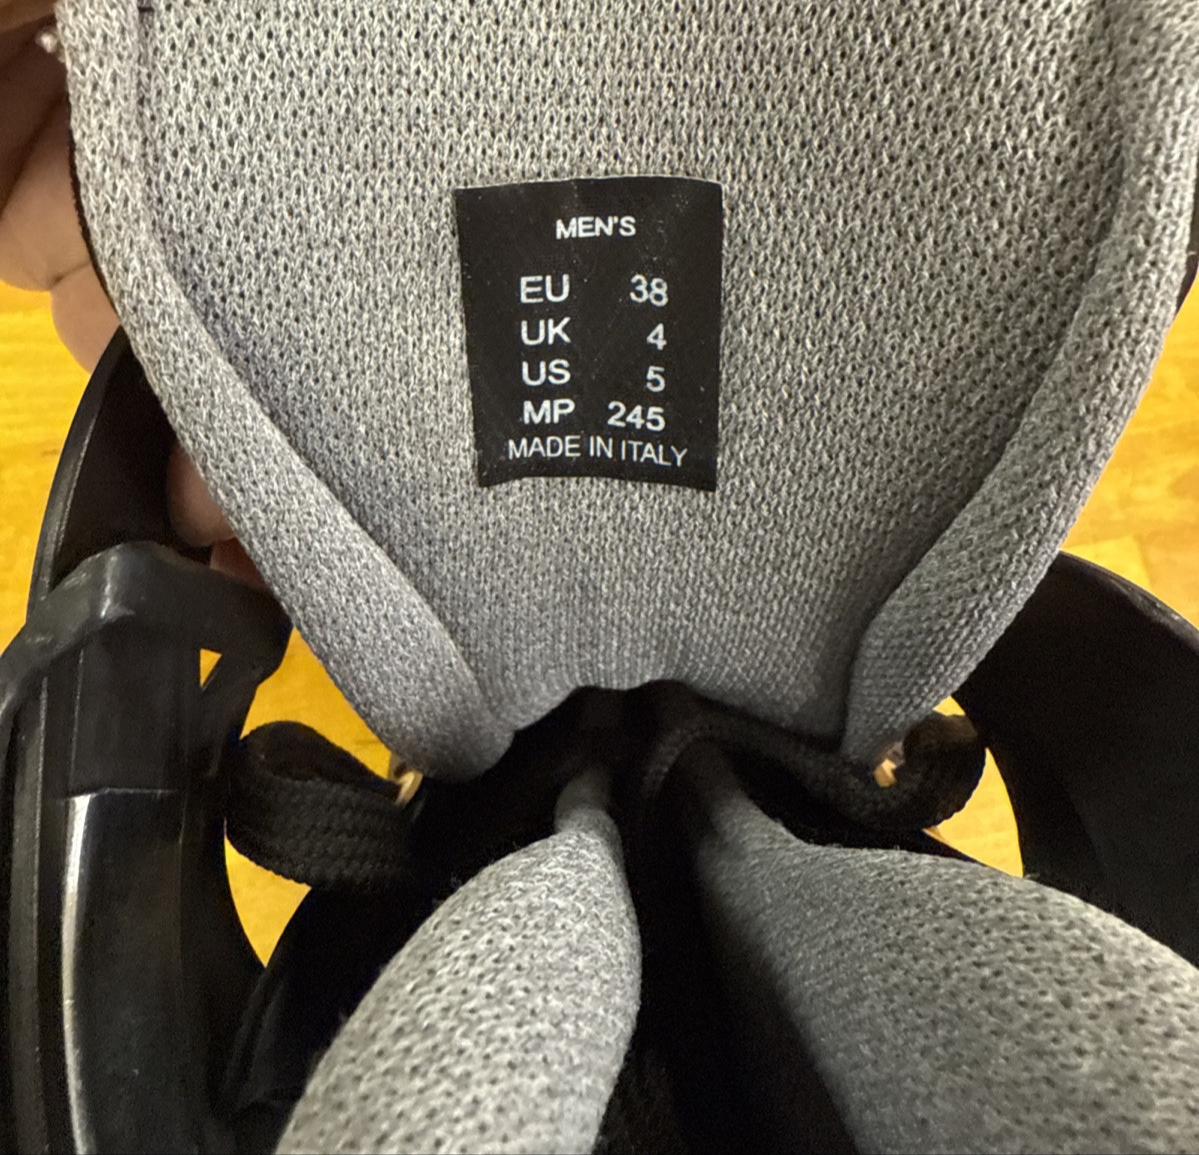 MEN'S
EU 38
UK 4
US 5
MP 245
MADE IN ITALY